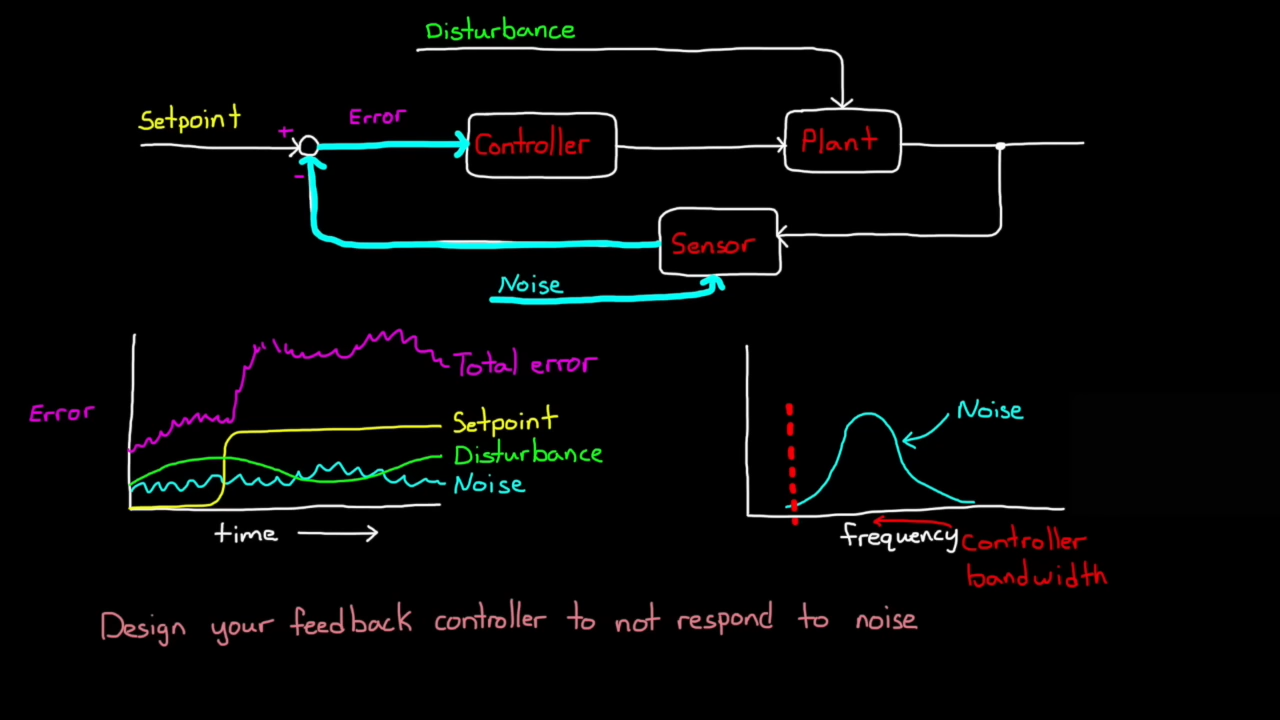 Disturbance
Setpoint
+
Error
Controller
Plant
-
Sensor
Noise
Total error
Error
Setpoint
Disturbance
Noise
time
Noise
frequency
Controller
bandwidth
Design your feedback controller to not respond to noise